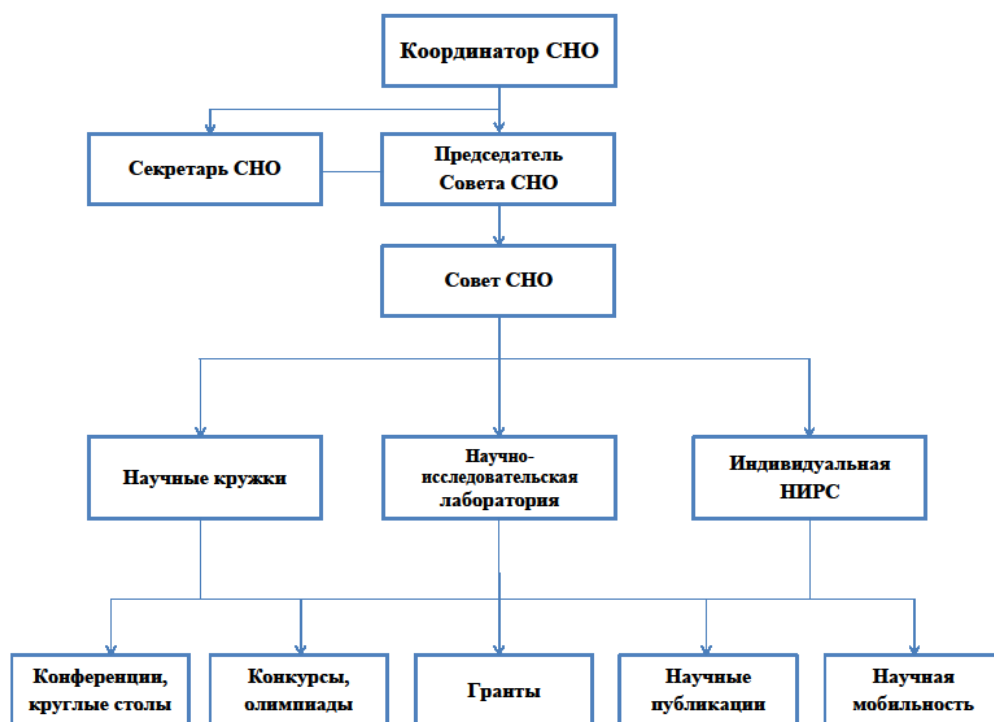 Координатор СНО
Секретарь СНО
Председатель
Совета СНО
Совет СНО
Научные кружки
Научно-
исследовательская
лаборатория
Индивидуальная
НИРС
Конференции,
круглые столы
Конкурсы,
олимпиады
Гранты
Научные
публикации
Научная
мобильность